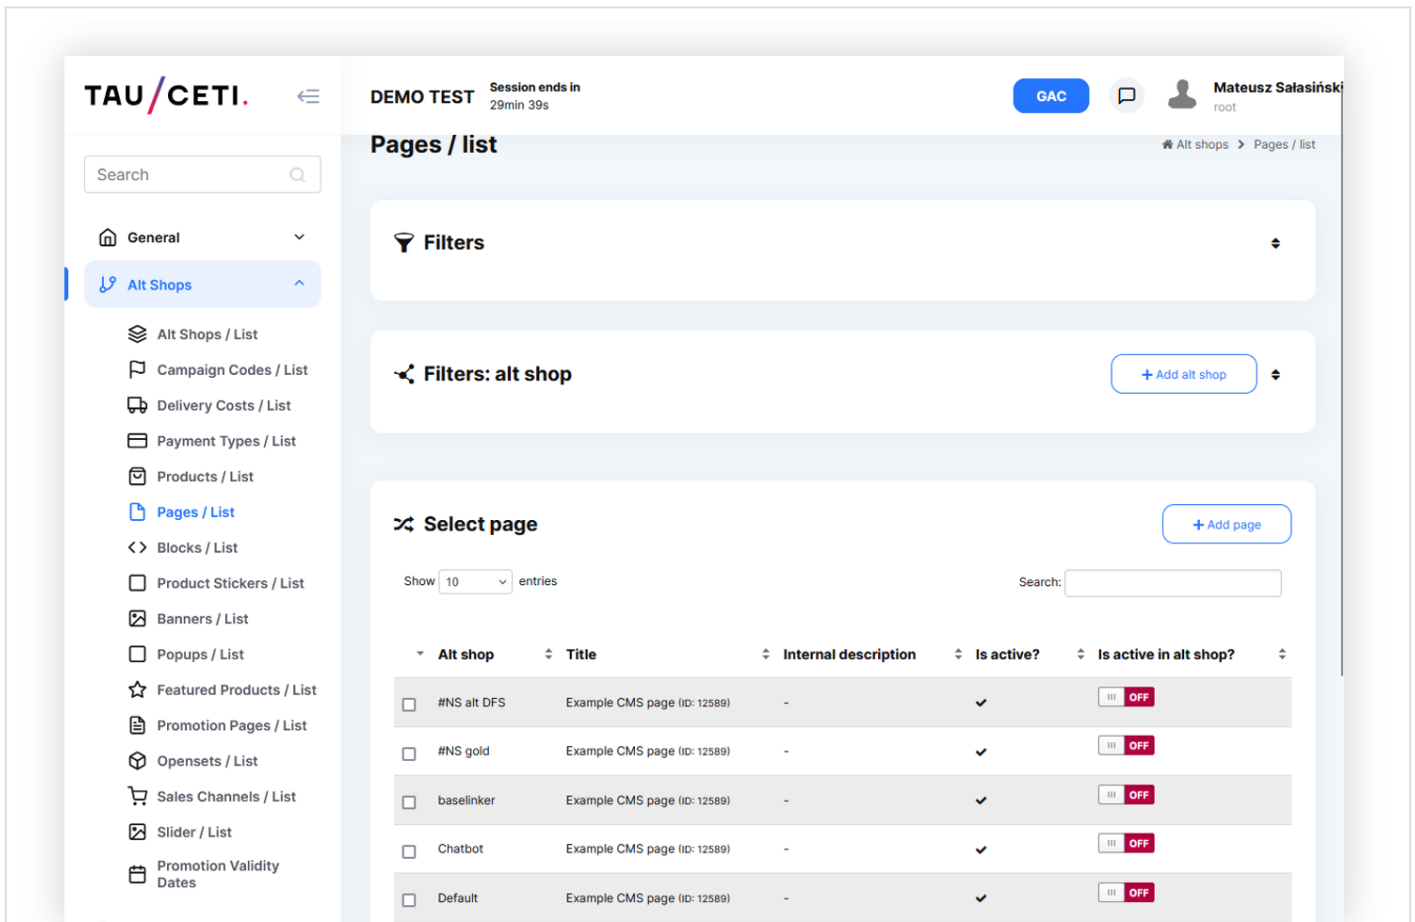 TAU/CETI.
DEMO TEST
Session ends in
29min 39s
GAC
Mateusz Sałasiński
root
Search
General
Alt Shops
Alt Shops / List
Campaign Codes / List
Delivery Costs / List
Payment Types / List
Products / List
Pages / List
Blocks / List
Product Stickers / List
Banners / List
Popups / List
Featured Products / List
Promotion Pages / List
Opensets / List
Sales Channels / List
Slider / List
Promotion Validity
Dates
Pages / list
Alt shops > Pages / list
Filters
Filters: alt shop
+ Add alt shop
Select page
+ Add page
Show 10 entries
Search:
Alt shop Title Internal description Is active? Is active in alt shop?
#NS alt DFS Example CMS page (ID: 12589) - OFF
#NS gold Example CMS page (ID: 12589) - OFF
baselinker Example CMS page (ID: 12589) - OFF
Chatbot Example CMS page (ID: 12589) - OFF
Default Example CMS page (ID: 12589) - OFF